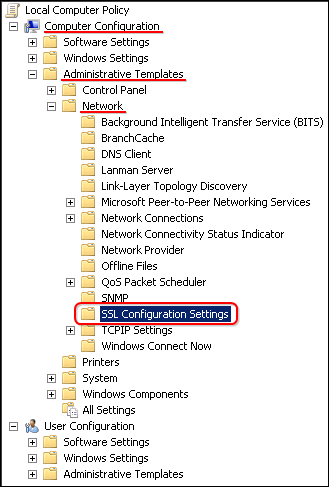 Local Computer Policy
Computer Configuration
Software Settings
Windows Settings
Administrative Templates
Control Panel
Network
Background Intelligent Transfer Service (BITS)
BranchCache
DNS Client
Lanman Server
Link-Layer Topology Discovery
Microsoft Peer-to-Peer Networking Services
Network Connections
Network Connectivity Status Indicator
Network Provider
Offline Files
QoS Packet Scheduler
SNMP
SSL Configuration Settings
TCPIP Settings
Windows Connect Now
Printers
System
Windows Components
All Settings
User Configuration
Software Settings
Windows Settings
Administrative Templates